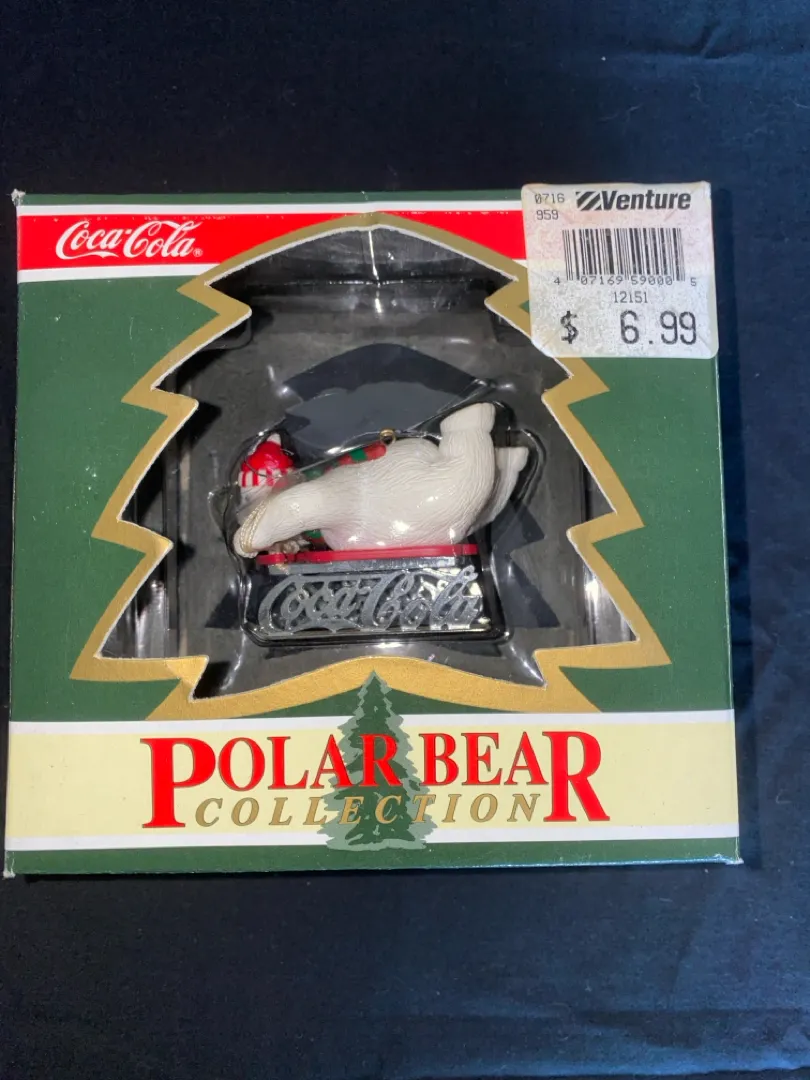 Coca-Cola®
0716
959
Venture
4 07169 59000 5
12151
$ 6.99
Coca-Cola
POLAR BEAR
COLLECTION